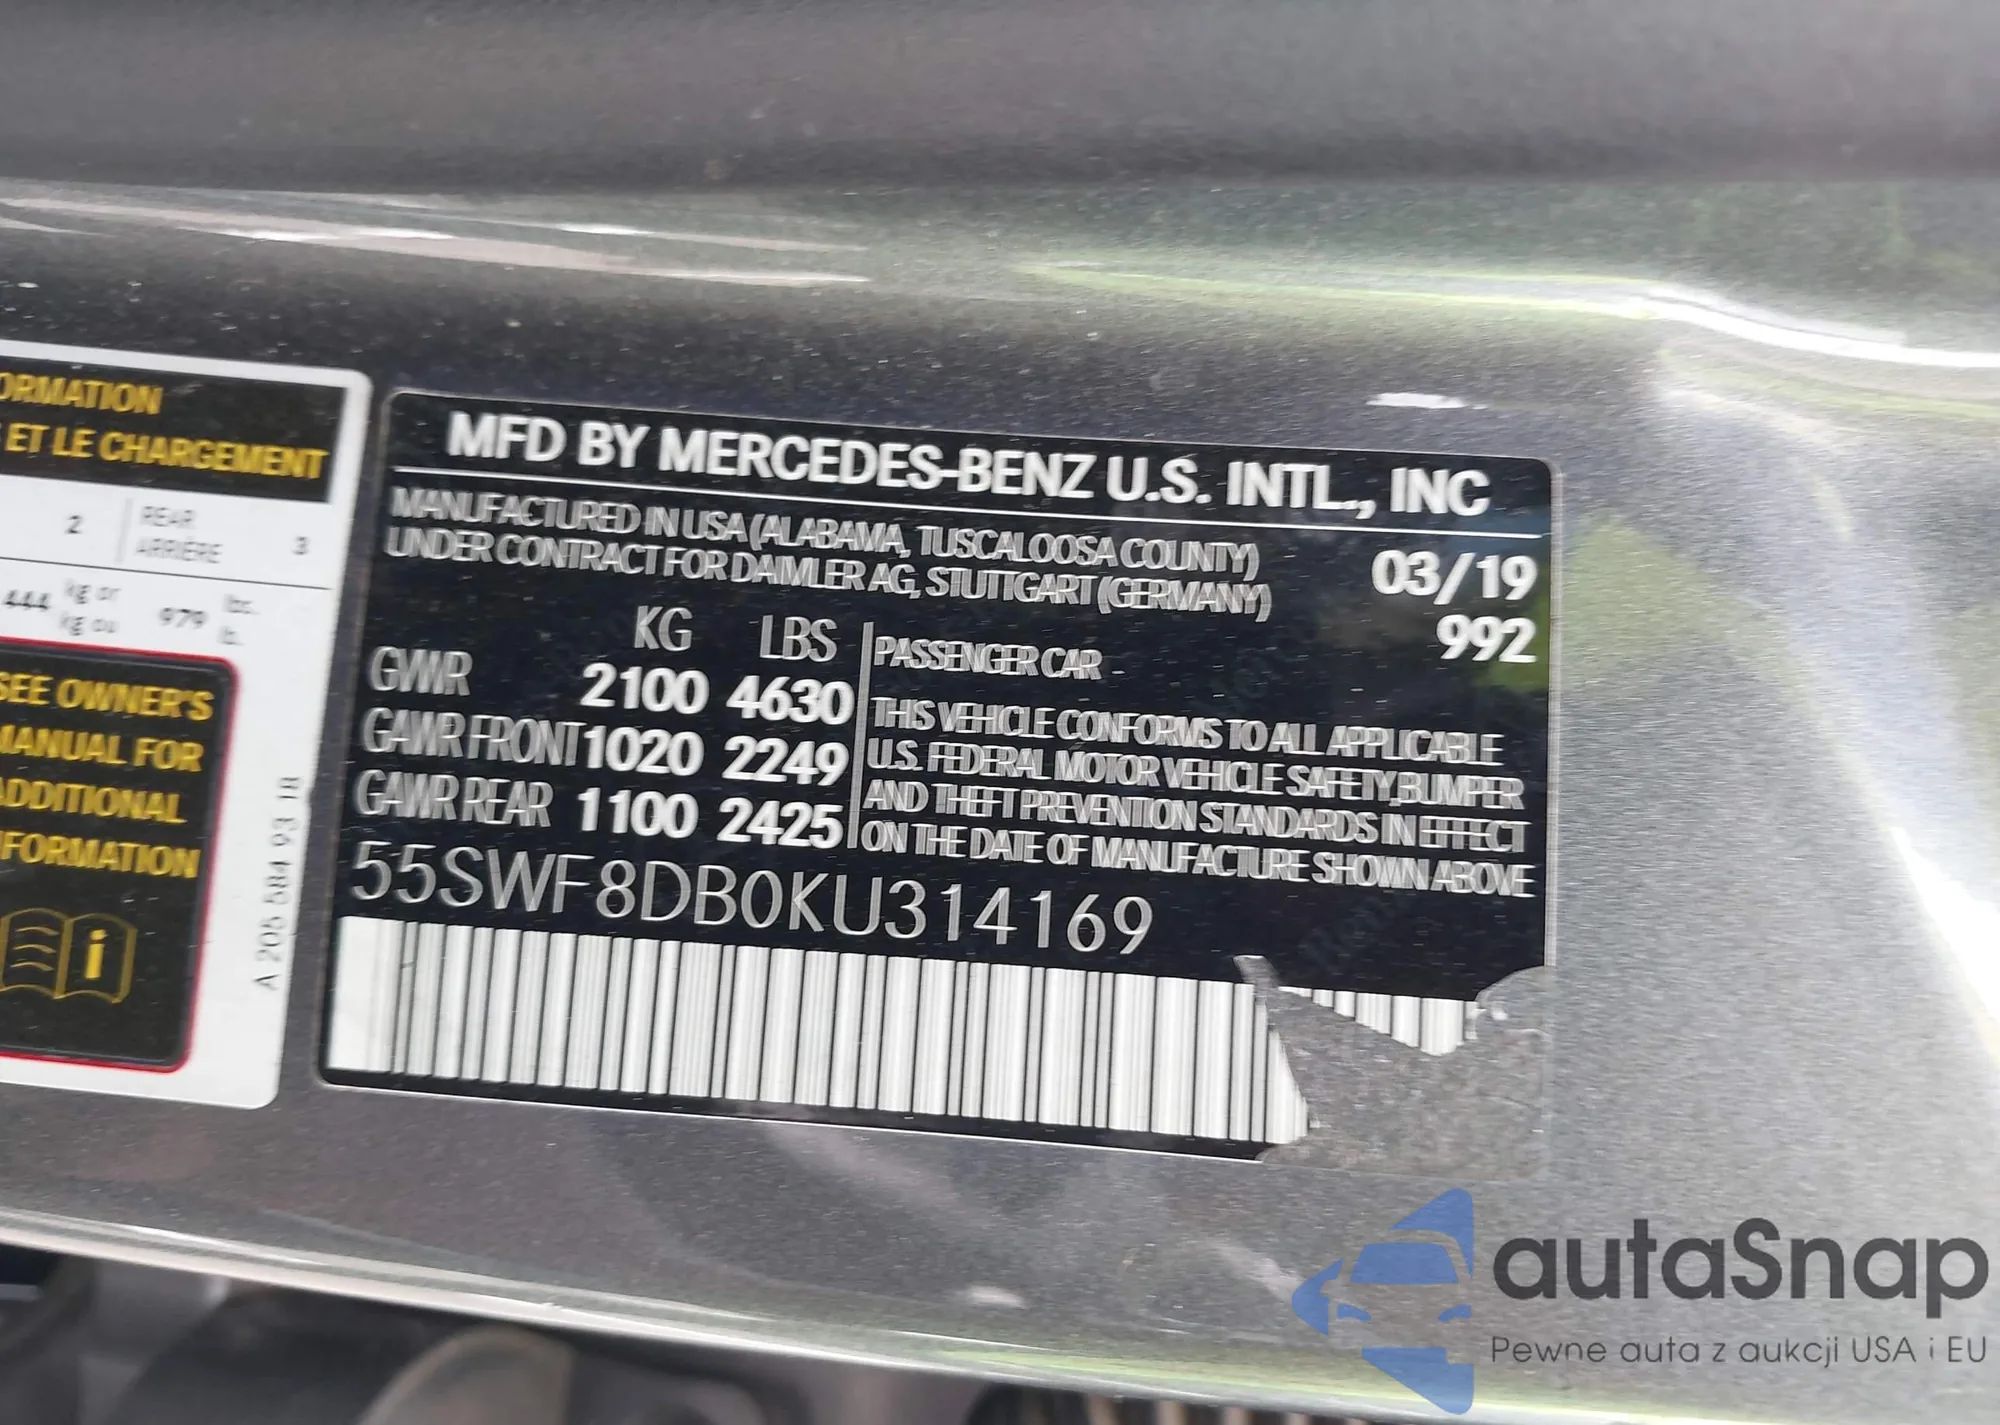 ORMATION
ET LE CHARGEMENT
2 REAR 3
ARRIÈRE
444 kg or 979 lbs.
kg ou lb.
SEE OWNER'S
MANUAL FOR
ADDITIONAL
INFORMATION
i
A 205 584 93 18
MFD BY MERCEDES-BENZ U.S. INTL., INC
MANUFACTURED IN USA (ALABAMA, TUSCALOOSA COUNTY)
UNDER CONTRACT FOR DAIMLER AG, STUTTGART (GERMANY)
03/19
992
KG LBS
GVWR 2100 4630
GAWR FRONT 1020 2249
GAWR REAR 1100 2425
PASSENGER CAR
THIS VEHICLE CONFORMS TO ALL APPLICABLE
U.S. FEDERAL MOTOR VEHICLE SAFETY,BUMPER
AND THEFT PREVENTION STANDARDS IN EFFECT
ON THE DATE OF MANUFACTURE SHOWN ABOVE
55SWF8DB0KU314169
autaSnap
Pewne auta z aukcji USA i EU